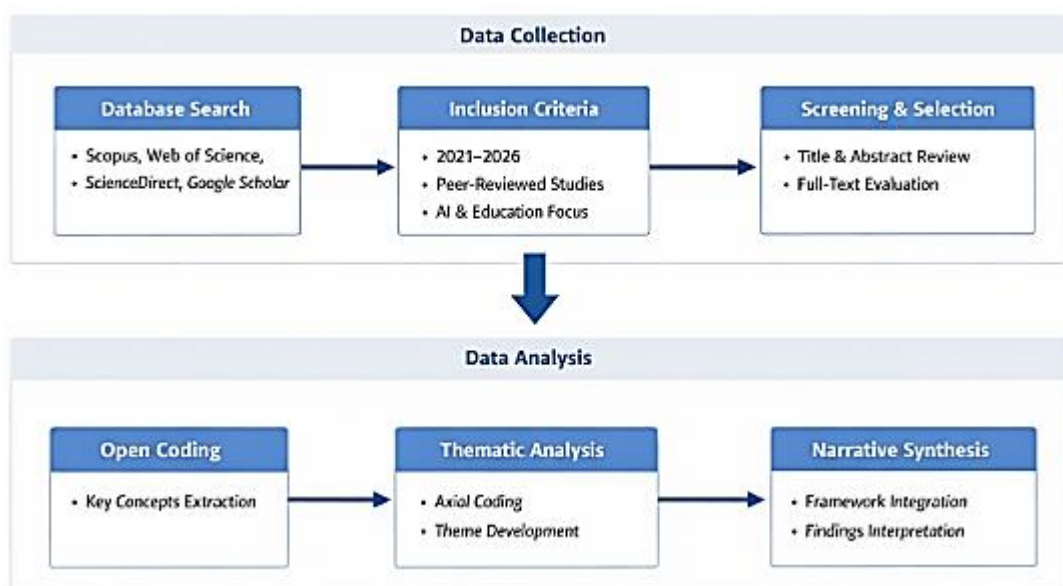 Data Collection
Database Search
• Scopus, Web of Science,
• ScienceDirect, Google Scholar
Inclusion Criteria
• 2021–2026
• Peer-Reviewed Studies
• AI & Education Focus
Screening & Selection
• Title & Abstract Review
• Full-Text Evaluation
Data Analysis
Open Coding
• Key Concepts Extraction
Thematic Analysis
• Axial Coding
• Theme Development
Narrative Synthesis
• Framework Integration
• Findings Interpretation